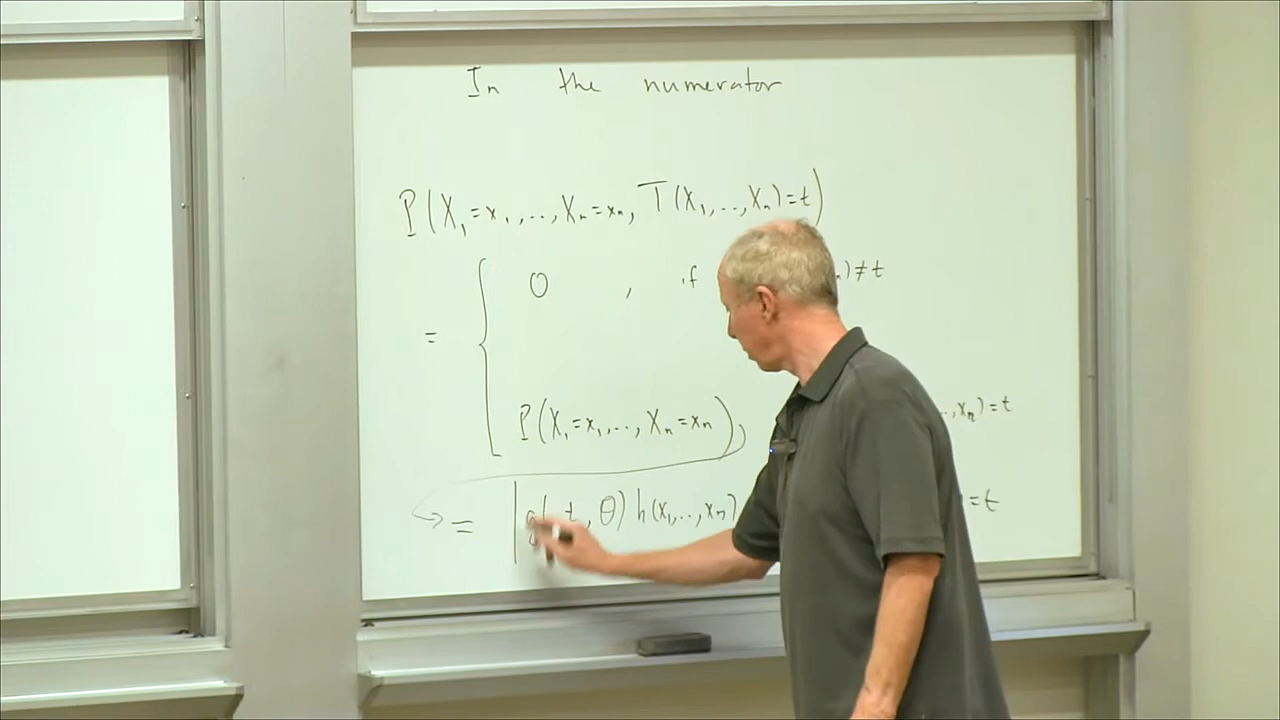 In the numerator
P(X₁=x₁,..,Xₙ=xₙ, T(X₁,..,Xₙ)=t)
= { 0 , if ₙ)≠t
P(X₁=x₁,..,Xₙ=xₙ), ..,xₙ)=t
↪ = g( t, θ) h(x₁,..,xₙ) )=t